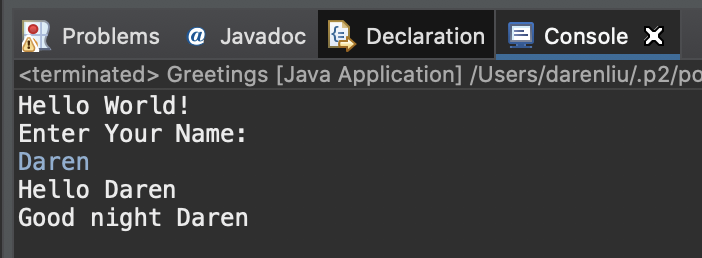 Problems @ Javadoc Declaration Console
<terminated> Greetings [Java Application] /Users/darenliu/.p2/po
Hello World!
Enter Your Name:
Daren
Hello Daren
Good night Daren